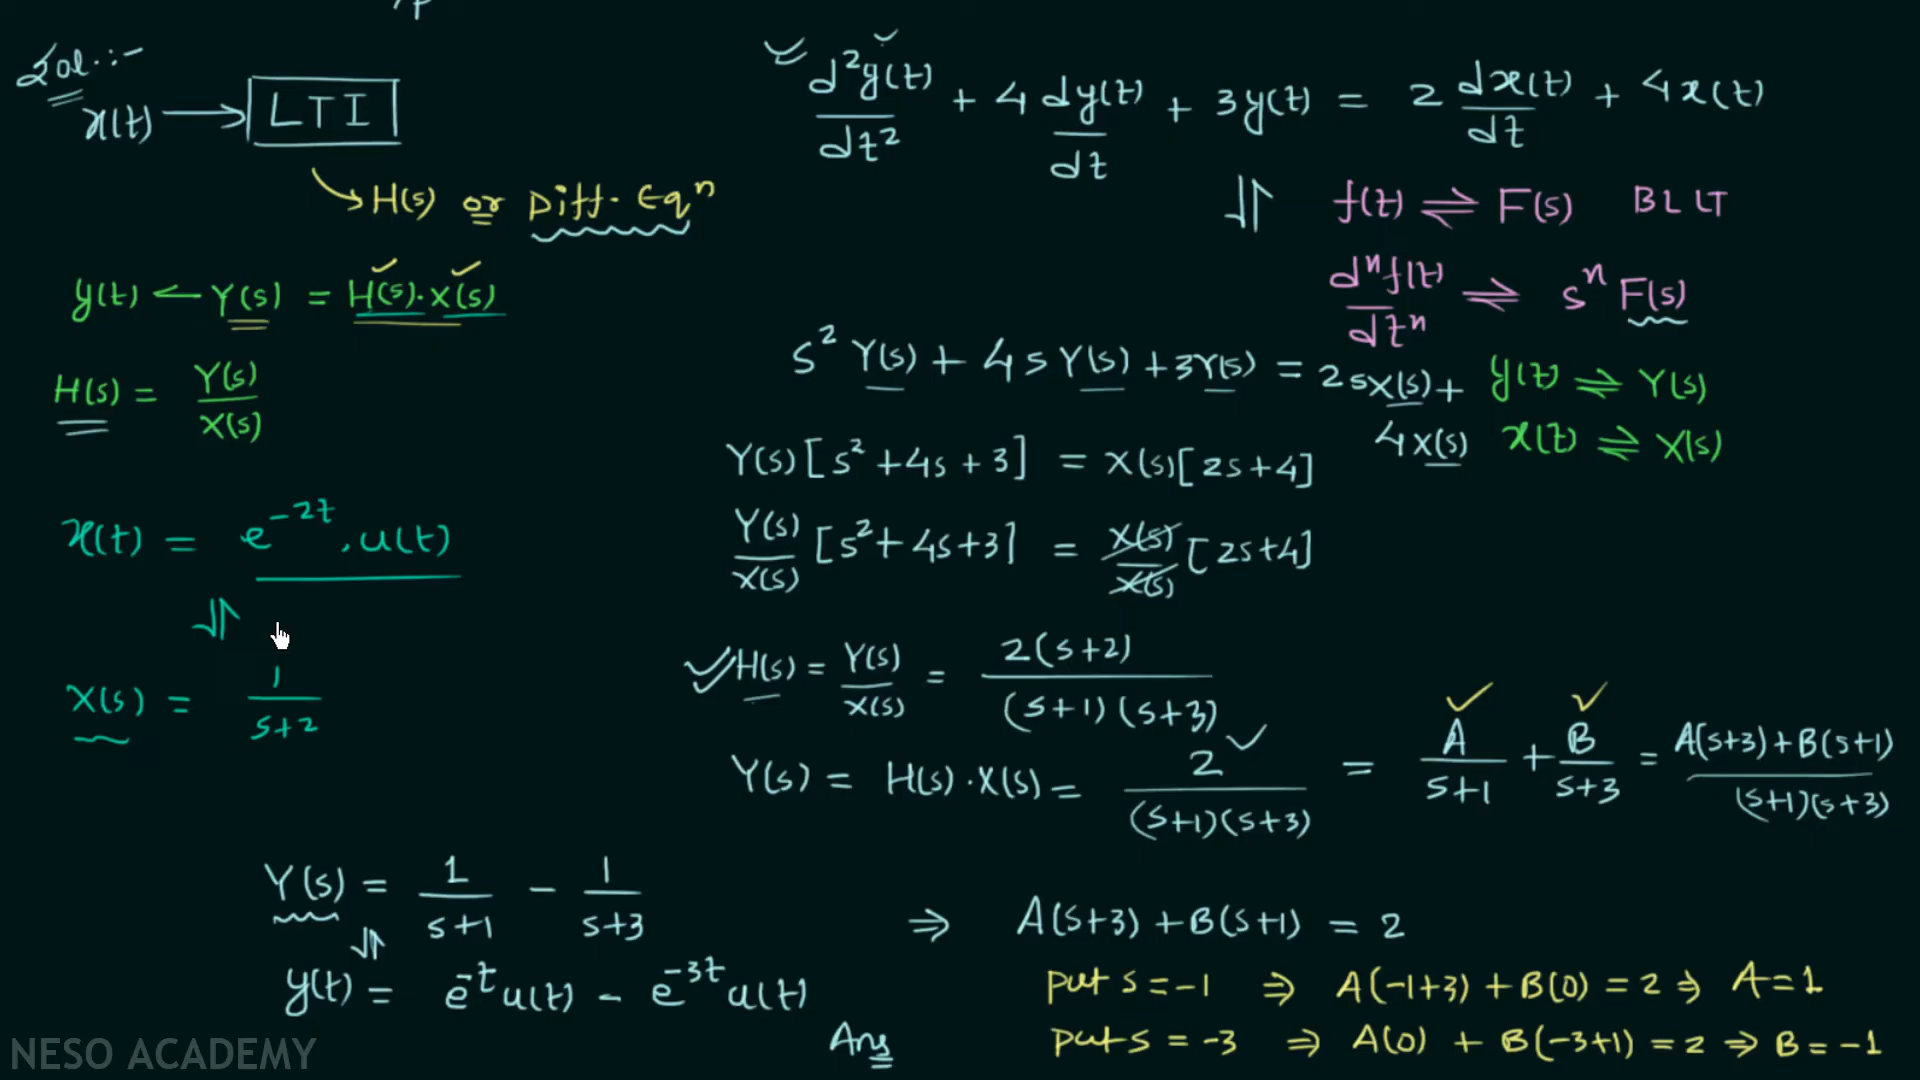 Sol.:-
x(t) → LTI
↳ H(s) or Diff. Eqⁿ
y(t) ← Y(s) = H(s).X(s)
H(s) = Y(s)/X(s)
x(t) = e^{-2t}.u(t)
⇌
X(s) = 1/(s+2)
d²y(t)/dt² + 4 dy(t)/dt + 3y(t) = 2 dx(t)/dt + 4x(t)
⇌ f(t) ⇌ F(s) BLLT
dⁿf(t)/dtⁿ ⇌ sⁿ F(s)
s² Y(s) + 4s Y(s) + 3Y(s) = 2sX(s) + 4X(s)
y(t) ⇌ Y(s)
x(t) ⇌ X(s)
Y(s)[s² + 4s + 3] = X(s)[2s+4]
Y(s)/X(s) [s² + 4s + 3] = X(s)/X(s) [2s+4]
✓ H(s) = Y(s)/X(s) = 2(s+2)/((s+1)(s+3))
Y(s) = H(s).X(s) = 2/((s+1)(s+3)) = A/(s+1) + B/(s+3) = (A(s+3)+B(s+1))/((s+1)(s+3))
Y(s) = 1/(s+1) - 1/(s+3)
⇌
y(t) = e^{-t}u(t) - e^{-3t}u(t)
Ans
⇒ A(s+3) + B(s+1) = 2
put s = -1 ⇒ A(-1+3) + B(0) = 2 ⇒ A = 1
put s = -3 ⇒ A(0) + B(-3+1) = 2 ⇒ B = -1
NESO ACADEMY